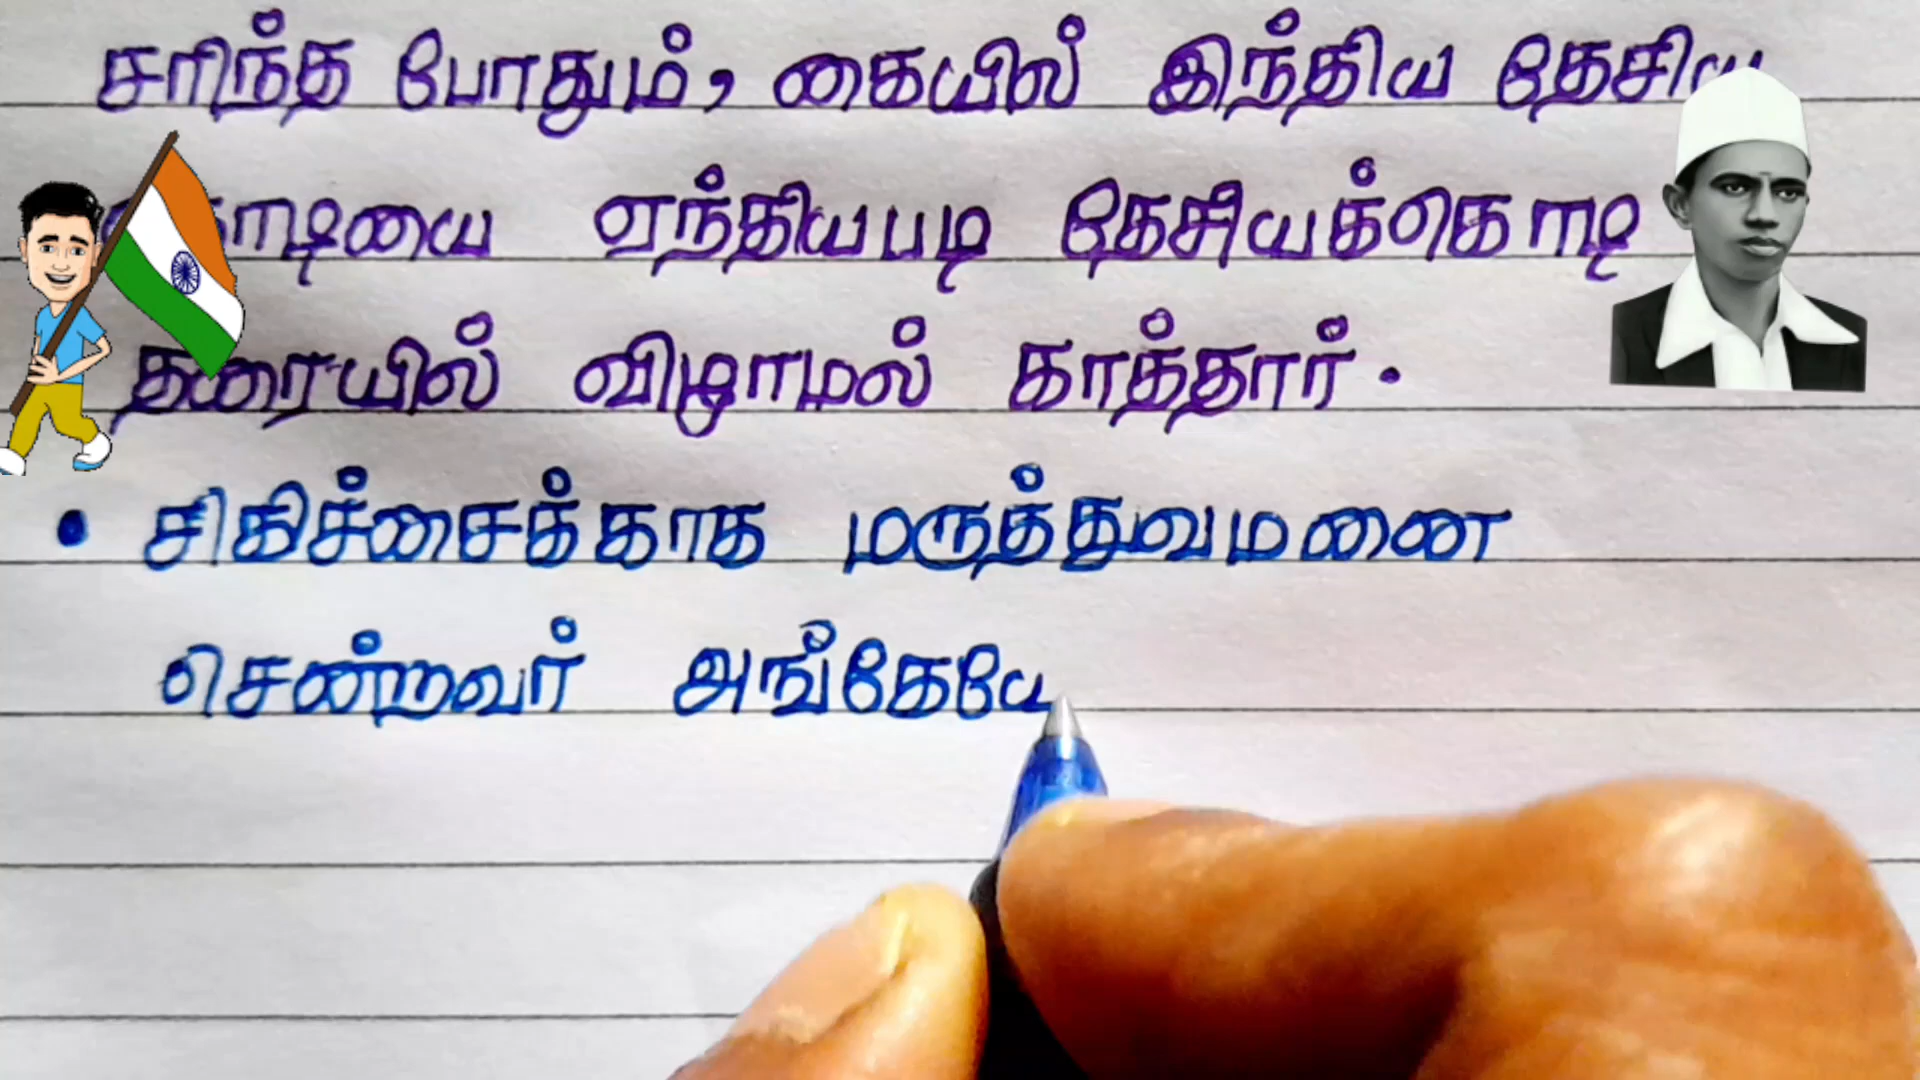 சரிந்த போதும், கையில் இந்திய தேசிய
கொடியை ஏந்தியபடி தேசியக்கொடி
தரையில் விழாமல் காத்தார்.
• சிகிச்சைக்காக மருத்துவமனை
சென்றவர் அங்கேயே